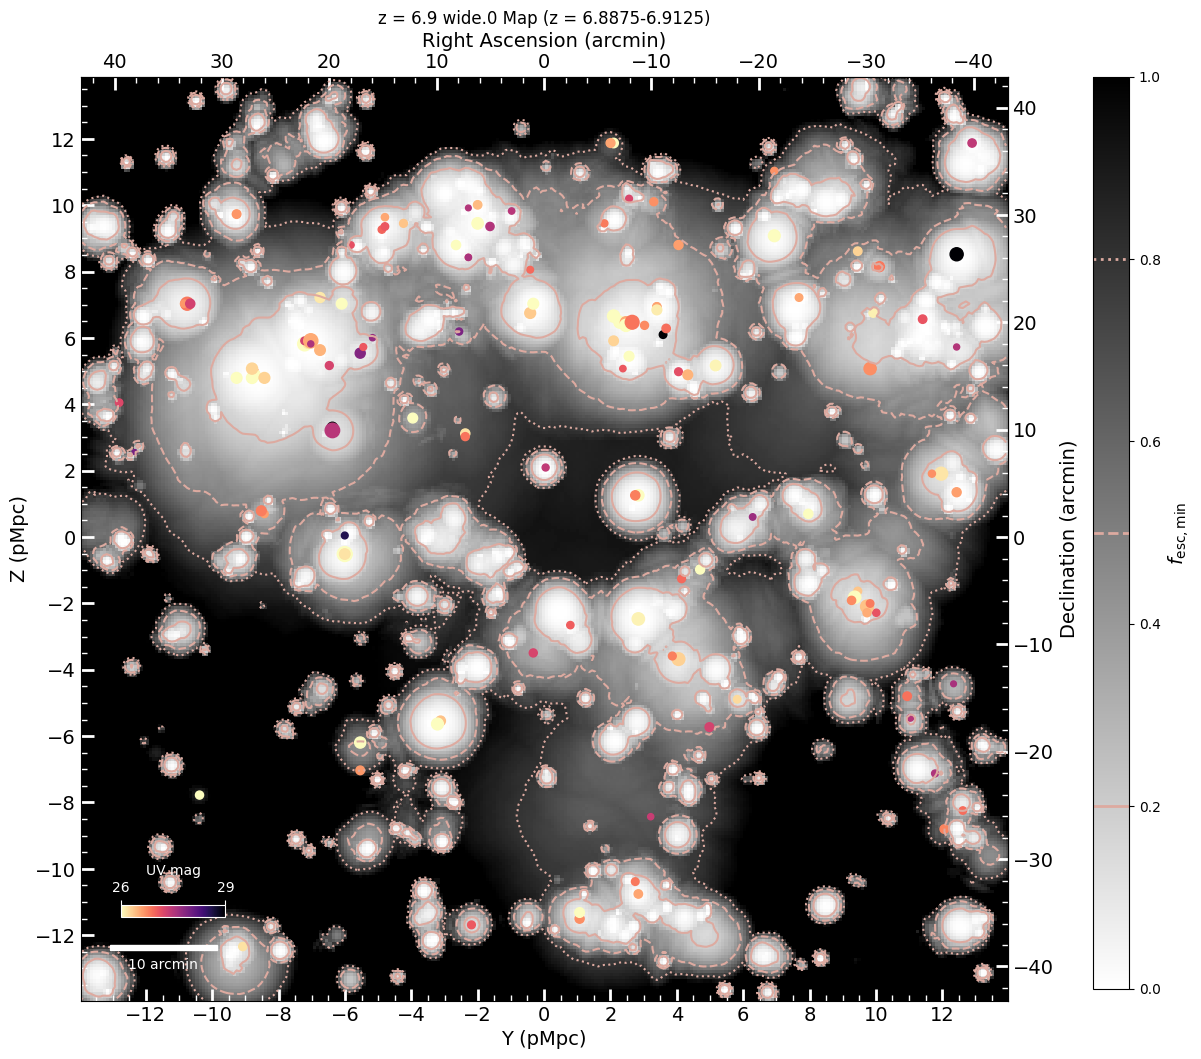 z = 6.9 wide.0 Map (z = 6.8875-6.9125)
Right Ascension (arcmin)
40 30 20 10 0 −10 −20 −30 −40
12 10 8 6 4 2 0 −2 −4 −6 −8 −10 −12
Z (pMpc)
40 30 20 10 0 −10 −20 −30 −40
Declination (arcmin)
1.0 0.8 0.6 0.4 0.2 0.0
fesc,min
UV mag
26 29
10 arcmin
−12 −10 −8 −6 −4 −2 0 2 4 6 8 10 12
Y (pMpc)